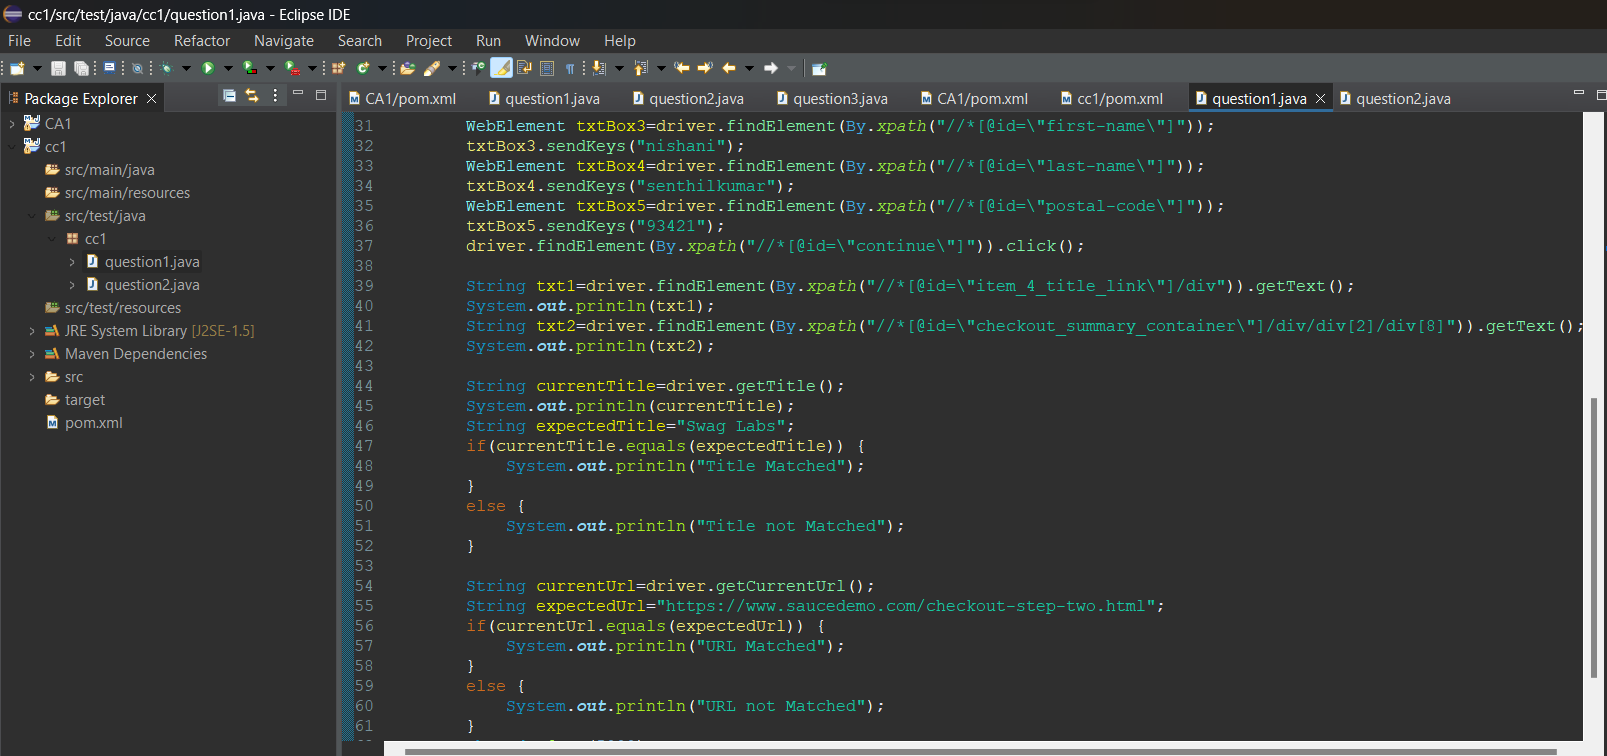 cc1/src/test/java/cc1/question1.java - Eclipse IDE
File Edit Source Refactor Navigate Search Project Run Window Help
Package Explorer
CA1
cc1
src/main/java
src/main/resources
src/test/java
cc1
question1.java
question2.java
src/test/resources
JRE System Library [J2SE-1.5]
Maven Dependencies
src
target
pom.xml
CA1/pom.xml question1.java question2.java question3.java CA1/pom.xml cc1/pom.xml question1.java question2.java
31 WebElement txtBox3=driver.findElement(By.xpath("//*[@id=\"first-name\"]"));
32 txtBox3.sendKeys("nishani");
33 WebElement txtBox4=driver.findElement(By.xpath("//*[@id=\"last-name\"]"));
34 txtBox4.sendKeys("senthilkumar");
35 WebElement txtBox5=driver.findElement(By.xpath("//*[@id=\"postal-code\"]"));
36 txtBox5.sendKeys("93421");
37 driver.findElement(By.xpath("//*[@id=\"continue\"]")).click();
38
39 String txt1=driver.findElement(By.xpath("//*[@id=\"item_4_title_link\"]/div")).getText();
40 System.out.println(txt1);
41 String txt2=driver.findElement(By.xpath("//*[@id=\"checkout_summary_container\"]/div/div[2]/div[8]")).getText();
42 System.out.println(txt2);
43
44 String currentTitle=driver.getTitle();
45 System.out.println(currentTitle);
46 String expectedTitle="Swag Labs";
47 if(currentTitle.equals(expectedTitle)) {
48 System.out.println("Title Matched");
49 }
50 else {
51 System.out.println("Title not Matched");
52 }
53
54 String currentUrl=driver.getCurrentUrl();
55 String expectedUrl="https://www.saucedemo.com/checkout-step-two.html";
56 if(currentUrl.equals(expectedUrl)) {
57 System.out.println("URL Matched");
58 }
59 else {
60 System.out.println("URL not Matched");
61 }